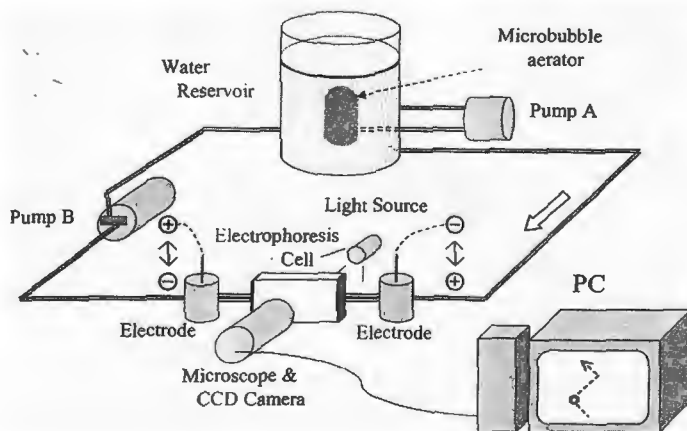 Microbubble
aerator
Water
Reservoir
Pump A
Pump B
Light Source
+
−
Electrophoresis
Cell
−
+
PC
Electrode
Electrode
Microscope &
CCD Camera